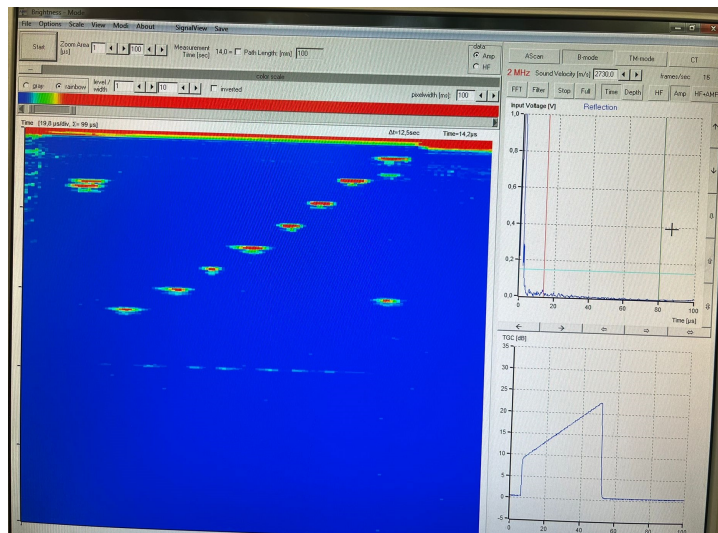 Brightness - Mode
File Options Scale View Modi About SignalView Save
Start
Zoom Area [µs] 1 100
Measurement Time [sec] 14,0 =
Path Length: [mm] 100
data
Amp
HF
color scale
gray rainbow level / width 1 10 inverted
pixelwidth [ms]: 100
Time [19,8 µs/div, Σ= 99 µs] Δt=12,5sec Time=14,2µs
AScan B-mode TM-mode CT
2 MHz Sound Velocity [m/s] 2730,0 frames/sec 16
FFT Filter Stop Full Time Depth HF Amp HF+AMP
Input Voltage [V] Reflection
1,0
0,8
0,6
0,4
0,2
0,0
0 20 40 60 80 100
Time [µs]
TGC [dB]
35
30
25
20
15
10
5
0
-5
0 20 40 60 80 100